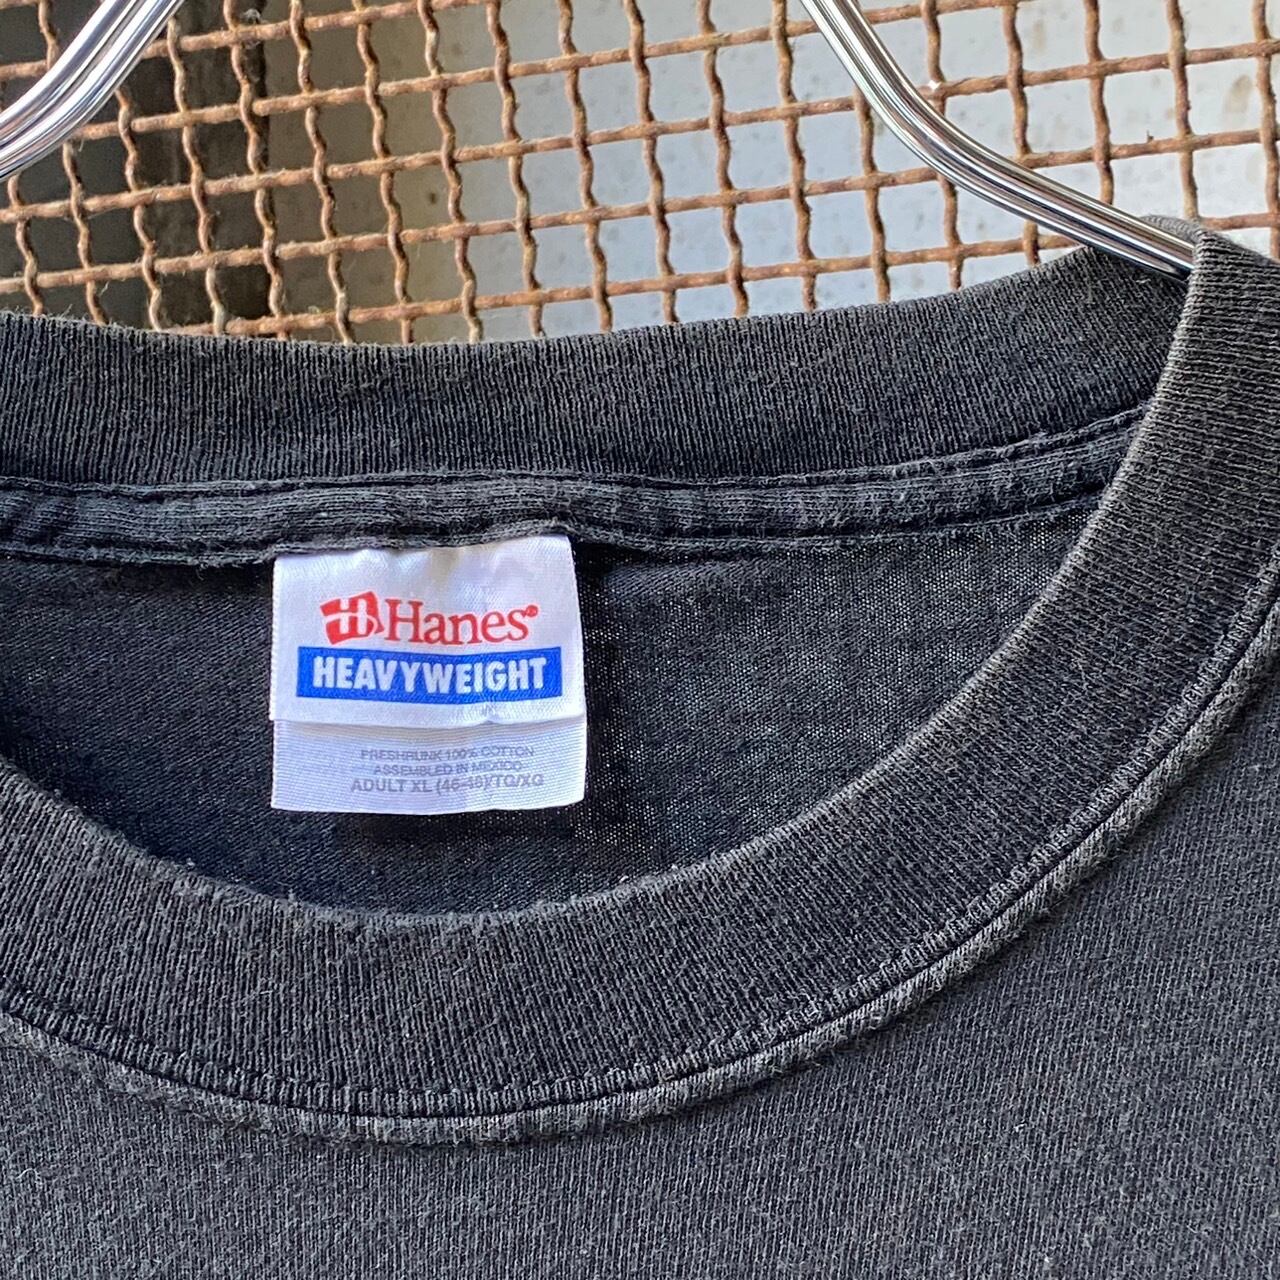 Hanes®
HEAVYWEIGHT
PRESHRUNK 100% COTTON
ASSEMBLED IN MEXICO
ADULT XL (46-48)/TG/XG